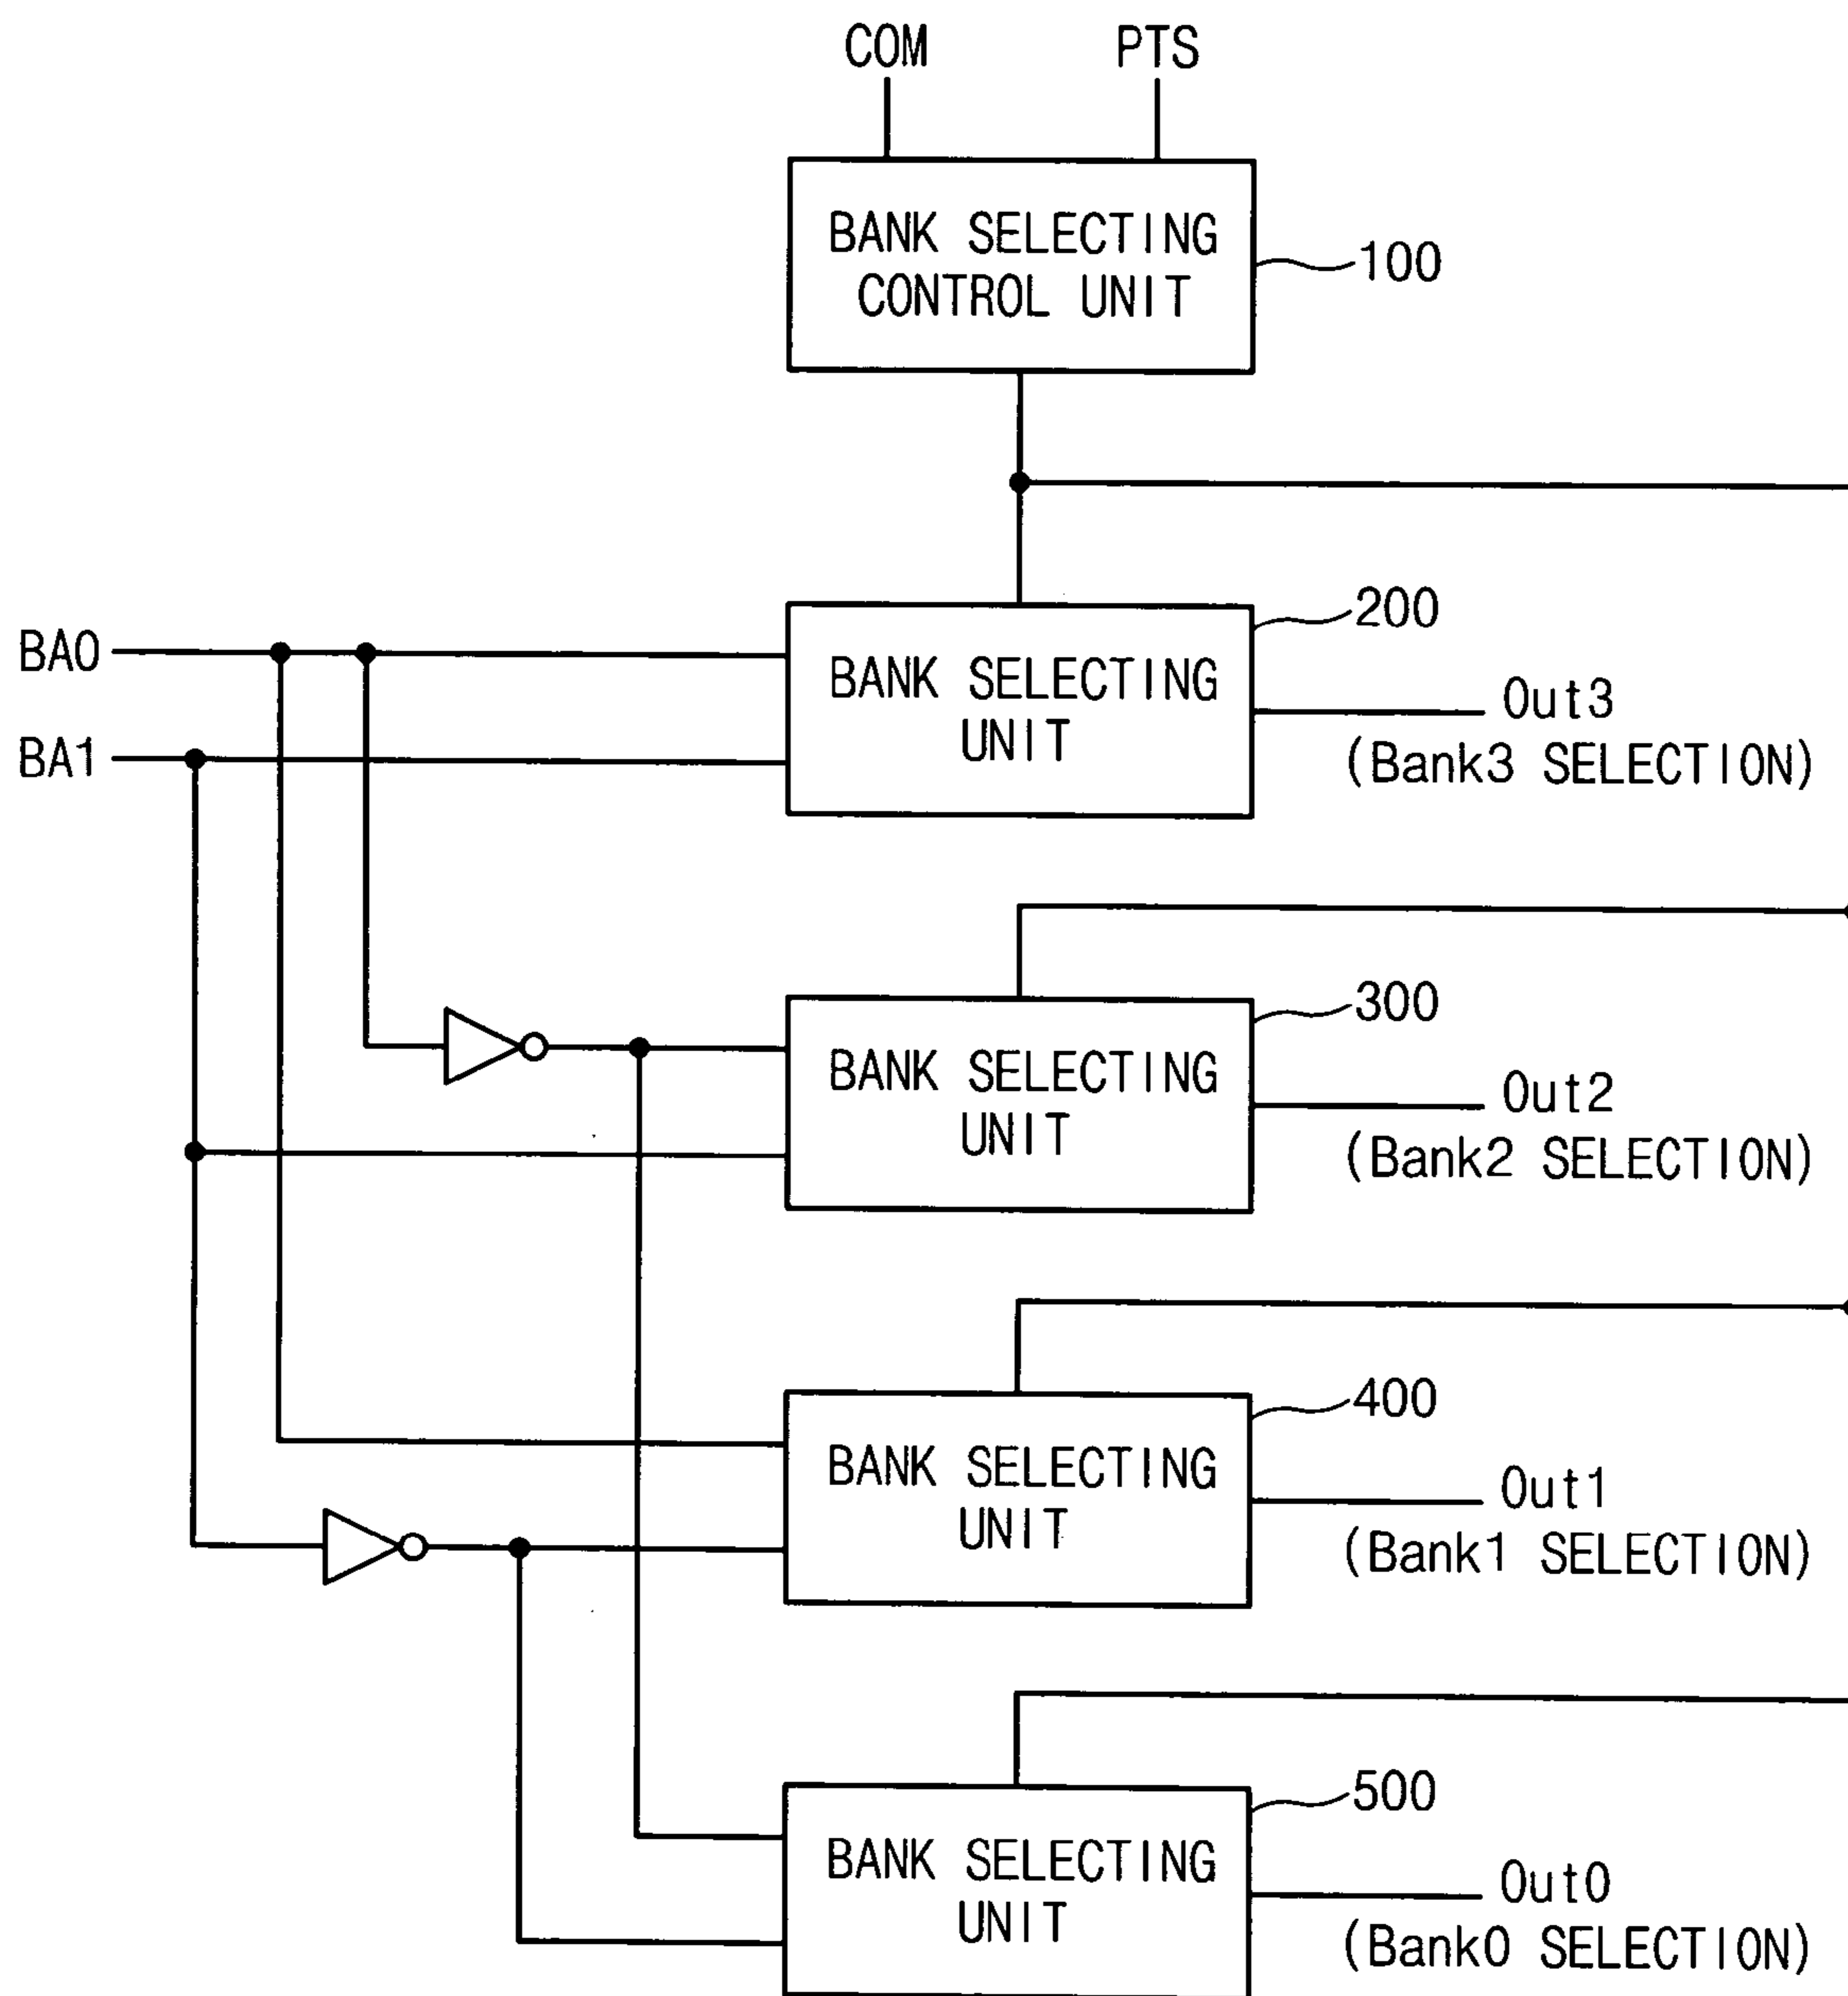 COM PTS
BANK SELECTING
CONTROL UNIT
100
200
BA0
BANK SELECTING
UNIT
Out3
(Bank3 SELECTION)
BA1
300
BANK SELECTING
UNIT
Out2
(Bank2 SELECTION)
400
BANK SELECTING
UNIT
Out1
(Bank1 SELECTION)
500
BANK SELECTING
UNIT
Out0
(Bank0 SELECTION)